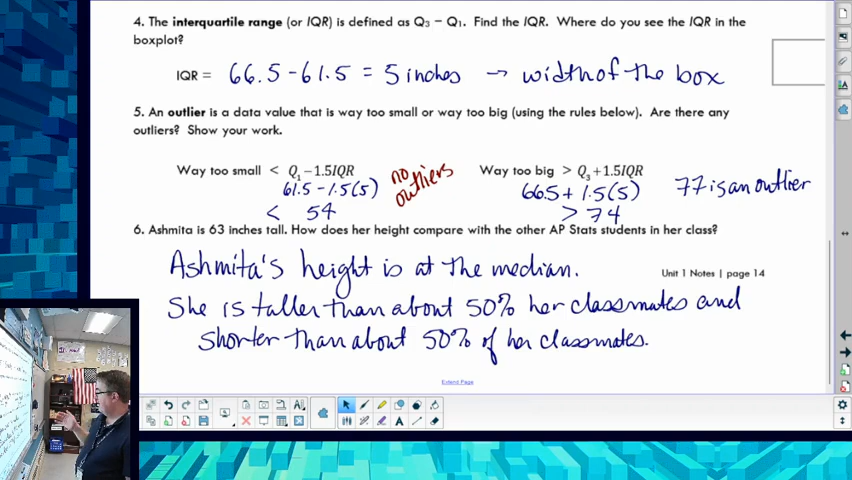 4. The interquartile range (or IQR) is defined as Q₃ − Q₁. Find the IQR. Where do you see the IQR in the
boxplot?
IQR = 66.5 - 61.5 = 5 inches → width of the box
5. An outlier is a data value that is way too small or way too big (using the rules below). Are there any
outliers? Show your work.
Way too small < Q₁ − 1.5IQR
61.5 - 1.5(5)
< 54
no
outliers
Way too big > Q₃ + 1.5IQR
66.5 + 1.5(5)
> 74
77 is an outlier
6. Ashmita is 63 inches tall. How does her height compare with the other AP Stats students in her class?
Ashmita's height is at the median.
Unit 1 Notes | page 14
She is taller than about 50% her classmates and
shorter than about 50% of her classmates.
Extend Page